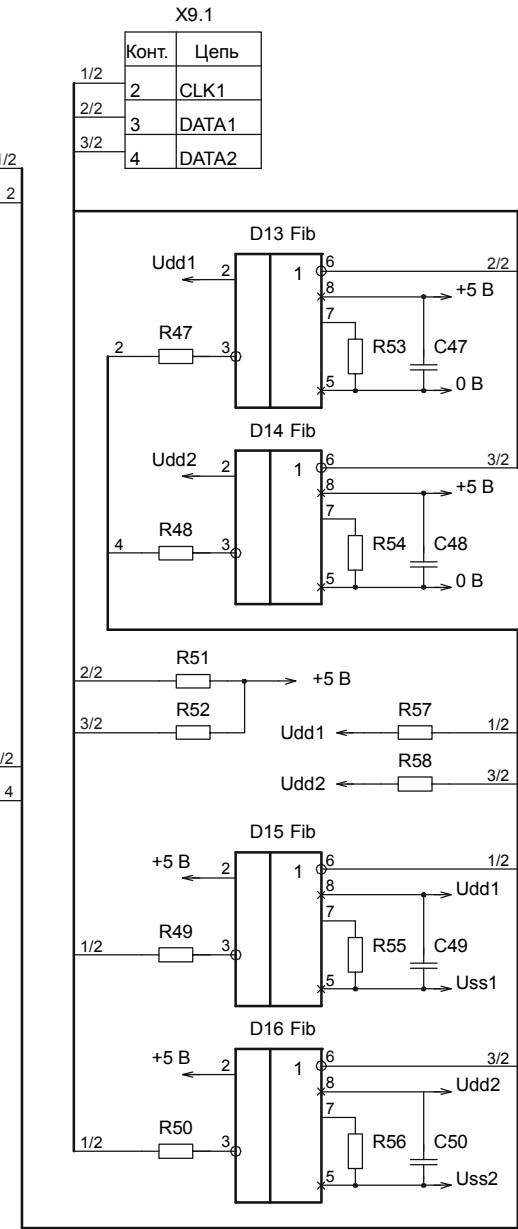 X9.1
Конт. Цепь
1/2 2 CLK1
2/2 3 DATA1
3/2 4 DATA2
1/2
2
D13 Fib
Udd1 2 1 6 2/2
8 +5 В
7
2 R47 3 R53 C47
5 0 В
D14 Fib
Udd2 2 1 6 3/2
8 +5 В
7
4 R48 3 R54 C48
5 0 В
2/2 R51 +5 В
3/2 R52
Udd1 R57 1/2
Udd2 R58 3/2
/2
4
D15 Fib
+5 В 2 1 6 1/2
8 Udd1
7
1/2 R49 3 R55 C49
5 Uss1
D16 Fib
+5 В 2 1 6 3/2
8 Udd2
7
1/2 R50 3 R56 C50
5 Uss2